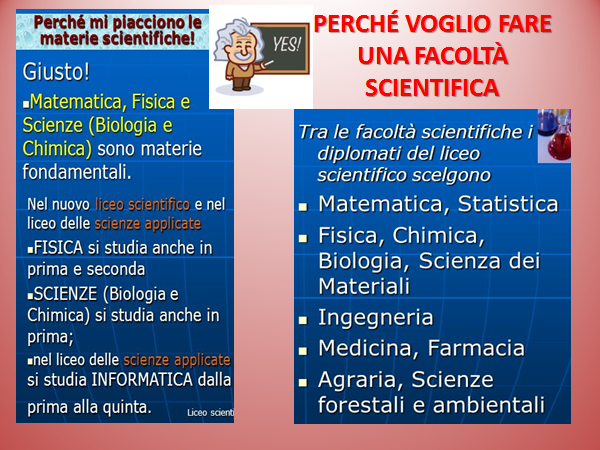 Perché mi piacciono le
materie scientifiche!
Giusto!
Matematica, Fisica e
Scienze (Biologia e
Chimica) sono materie
fondamentali.
Nel nuovo liceo scientifico e nel
liceo delle scienze applicate
FISICA si studia anche in
prima e seconda
SCIENZE (Biologia e
Chimica) si studia anche in
prima;
nel liceo delle scienze applicate
si studia INFORMATICA dalla
prima alla quinta.
Liceo scienti
YES!
PERCHÉ VOGLIO FARE
UNA FACOLTÀ
SCIENTIFICA
Tra le facoltà scientifiche i
diplomati del liceo
scientifico scelgono
Matematica, Statistica
Fisica, Chimica,
Biologia, Scienza dei
Materiali
Ingegneria
Medicina, Farmacia
Agraria, Scienze
forestali e ambientali